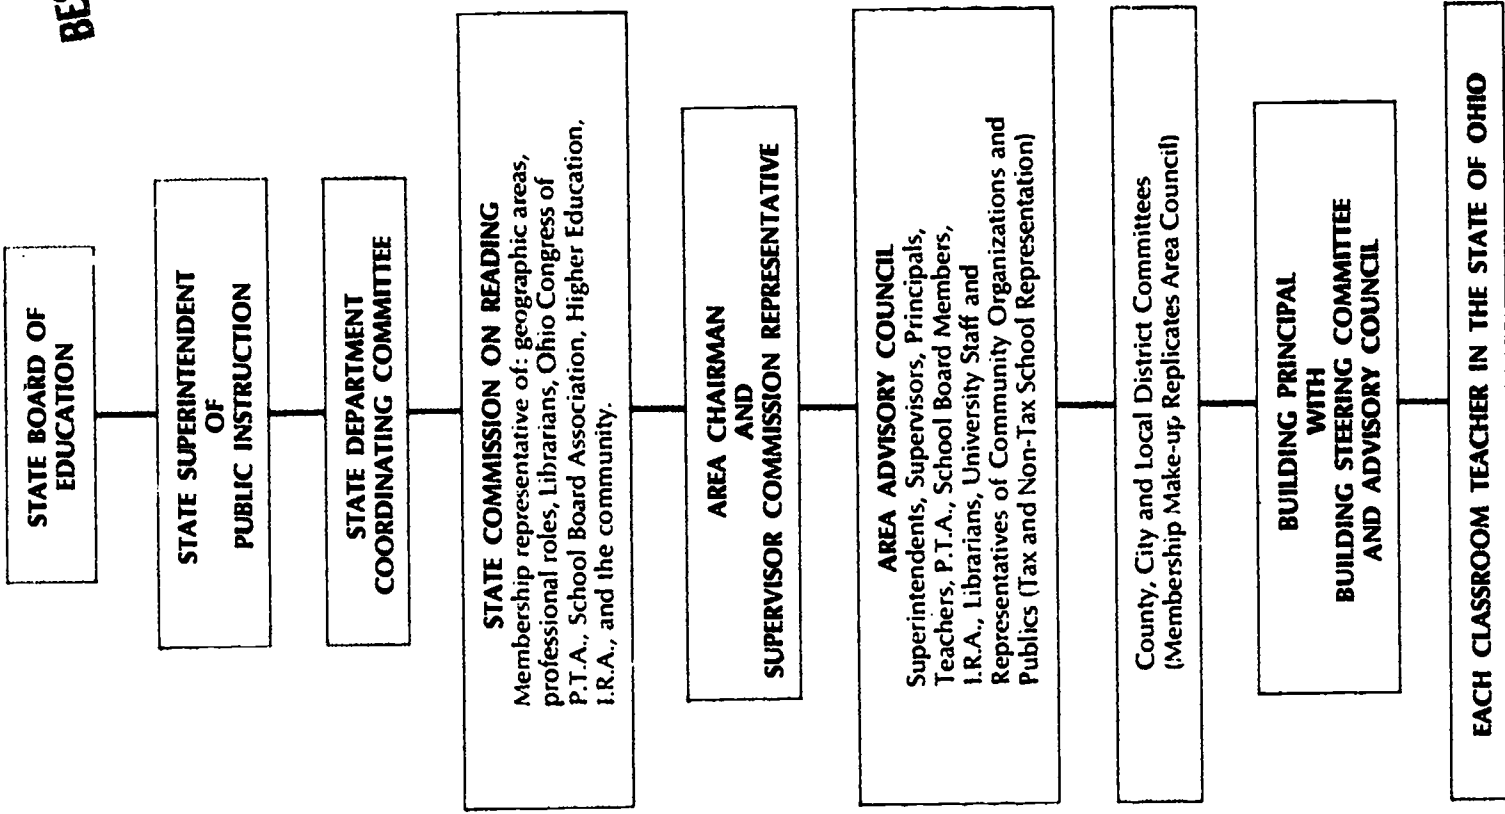 STATE BOARD OF
EDUCATION
STATE SUPERINTENDENT
OF
PUBLIC INSTRUCTION
STATE DEPARTMENT
COORDINATING COMMITTEE
STATE COMMISSION ON READING
Membership representative of: geographic areas,
professional roles, Librarians, Ohio Congress of
P.T.A., School Board Association, Higher Education,
I.R.A., and the community.
AREA CHAIRMAN
AND
SUPERVISOR COMMISSION REPRESENTATIVE
AREA ADVISORY COUNCIL
Superintendents, Supervisors, Principals,
Teachers, P.T.A., School Board Members,
I.R.A., Librarians, University Staff and
Representatives of Community Organizations and
Publics (Tax and Non-Tax School Representation)
County, City and Local District Committees
(Membership Make-up Replicates Area Council)
BUILDING PRINCIPAL
WITH
BUILDING STEERING COMMITTEE
AND ADVISORY COUNCIL
EACH CLASSROOM TEACHER IN THE STATE OF OHIO